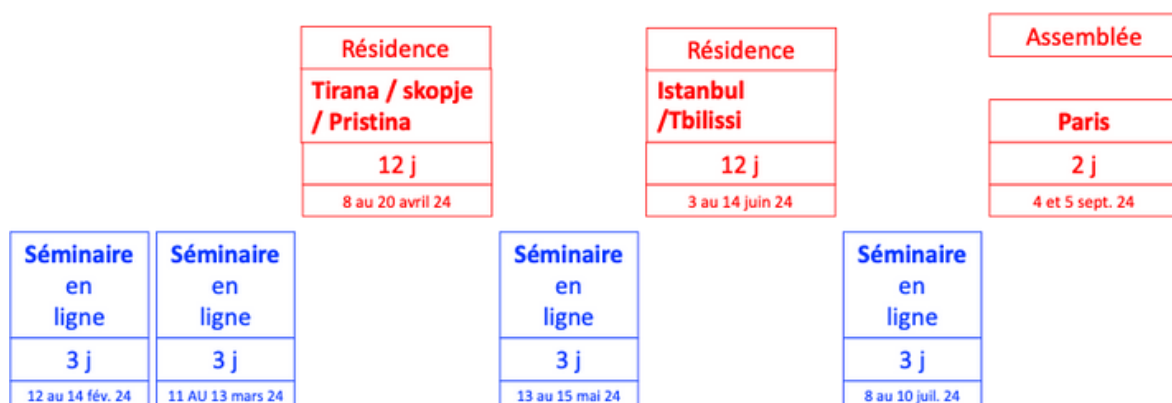 Résidence
Tirana / skopje
/ Pristina
12 j
8 au 20 avril 24
Résidence
Istanbul
/Tbilissi
12 j
3 au 14 juin 24
Assemblée
Paris
2 j
4 et 5 sept. 24
Séminaire
en
ligne
3 j
12 au 14 fév. 24
Séminaire
en
ligne
3 j
11 AU 13 mars 24
Séminaire
en
ligne
3 j
13 au 15 mai 24
Séminaire
en
ligne
3 j
8 au 10 juil. 24